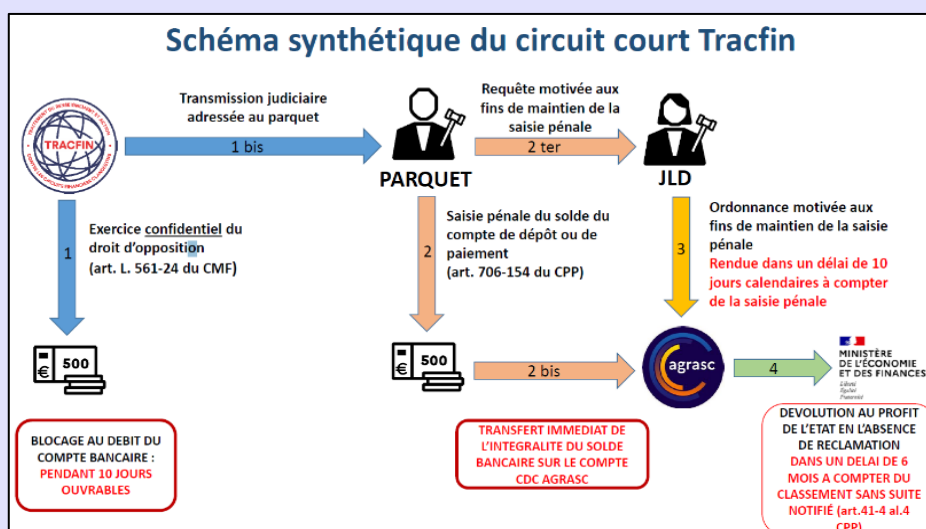 Schéma synthétique du circuit court Tracfin
Transmission judiciaire
adressée au parquet
Requête motivée aux
fins de maintien de la
saisie pénale
TRACFIN
1 bis
2 ter
PARQUET
JLD
1
Exercice confidentiel du
droit d'opposition
(art. L. 561-24 du CMF)
2
Saisie pénale du solde du
compte de dépôt ou de
paiement
(art. 706-154 du CPP)
3
Ordonnance motivée aux
fins de maintien de la saisie
pénale
Rendue dans un délai de 10
jours calendaires à compter
de la saisie pénale
€ 500
€ 500
2 bis
agrasc
4
MINISTÈRE
DE L'ÉCONOMIE
ET DES FINANCES
Liberté
Égalité
Fraternité
BLOCAGE AU DEBIT DU
COMPTE BANCAIRE :
PENDANT 10 JOURS
OUVRABLES
TRANSFERT IMMEDIAT DE
L'INTEGRALITE DU SOLDE
BANCAIRE SUR LE COMPTE
CDC AGRASC
DEVOLUTION AU PROFIT
DE L'ETAT EN L'ABSENCE
DE RECLAMATION
DANS UN DELAI DE 6
MOIS A COMPTER DU
CLASSEMENT SANS SUITE
NOTIFIÉ (art.41-4 al.4
CPP)